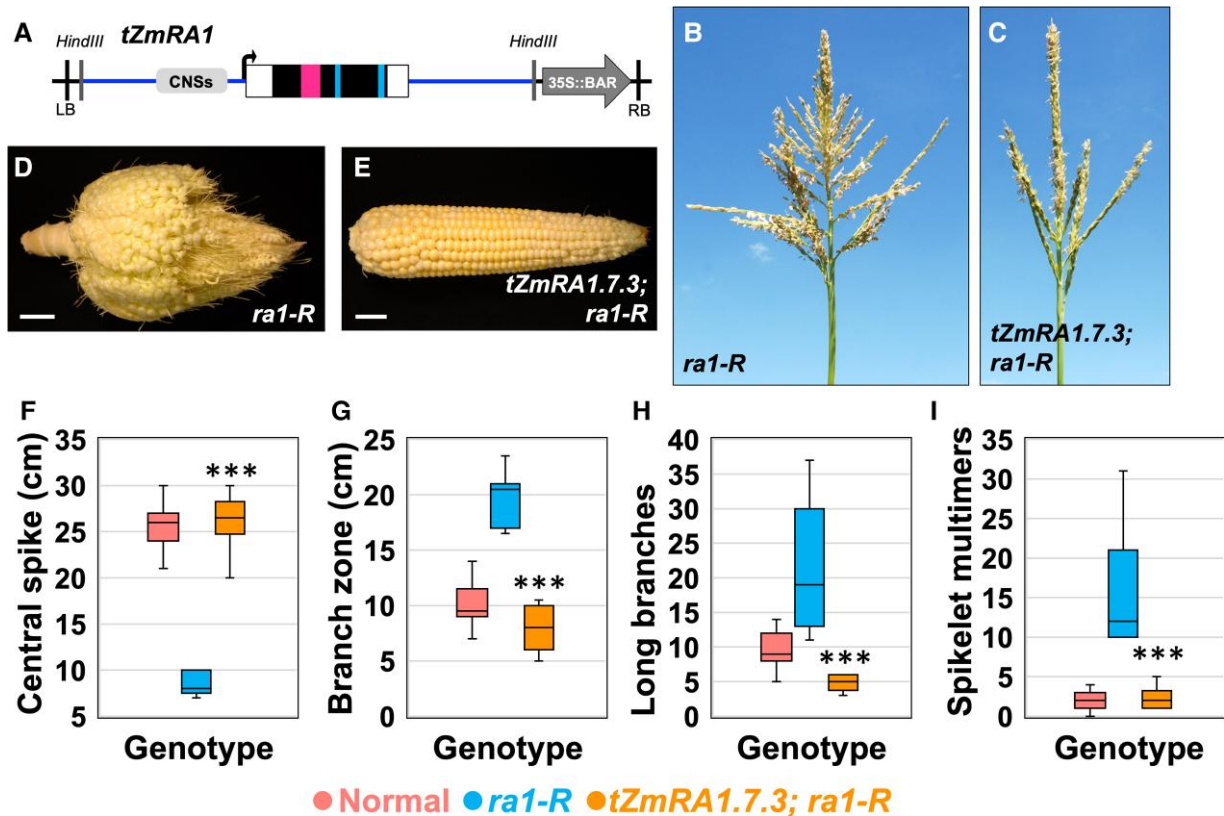 A
HindIII
tZmRA1
HindIII
CNSs
35S::BAR
LB
RB
B
ra1-R
C
tZmRA1.7.3;
ra1-R
D
ra1-R
E
tZmRA1.7.3;
ra1-R
F
Central spike (cm)
35
30
25
20
15
10
5
***
Genotype
G
Branch zone (cm)
25
20
15
10
5
0
***
Genotype
H
Long branches
40
35
30
25
20
15
10
5
0
***
Genotype
I
Spikelet multimers
35
30
25
20
15
10
5
0
***
Genotype
Normal ra1-R tZmRA1.7.3; ra1-R